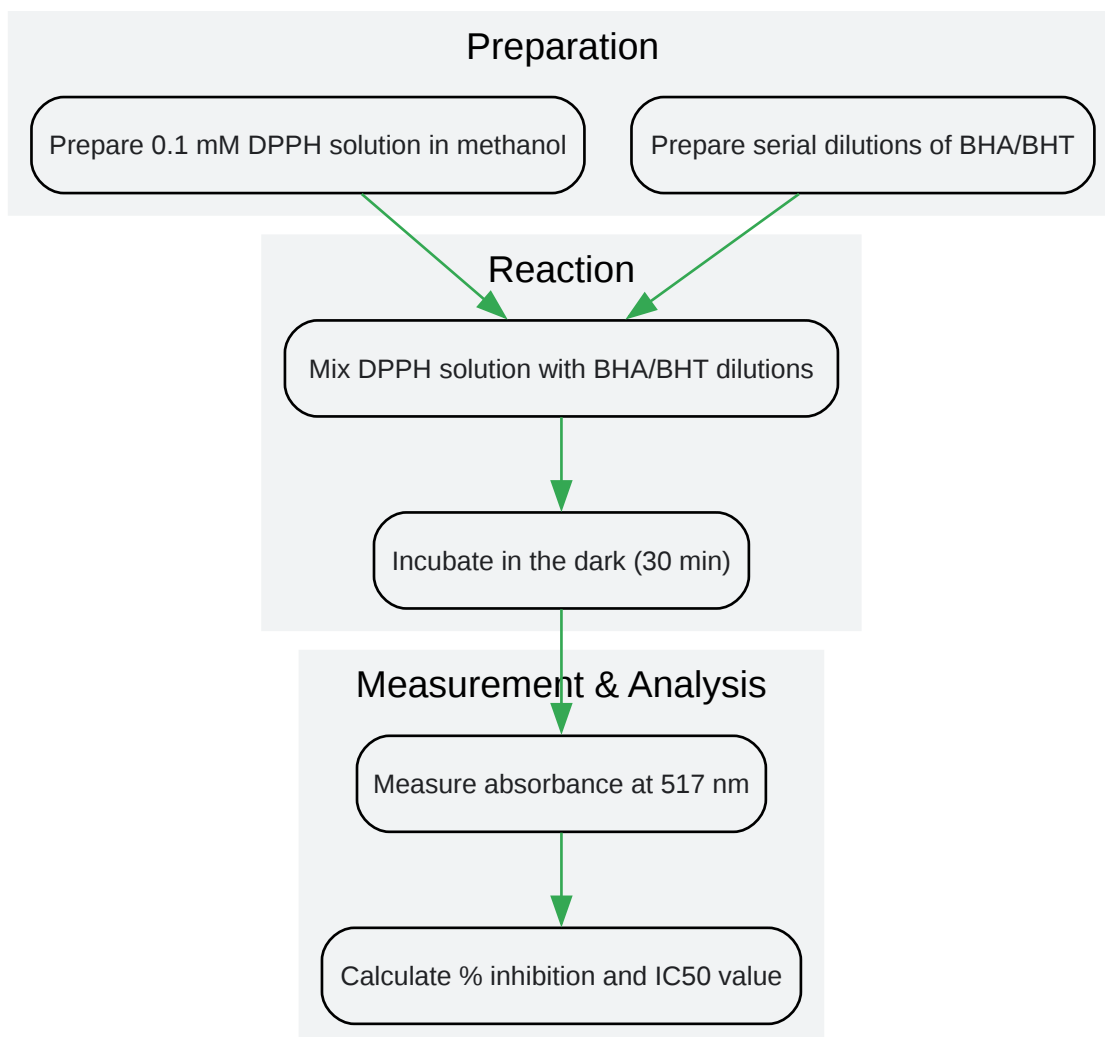 Preparation
Prepare 0.1 mM DPPH solution in methanol
Prepare serial dilutions of BHA/BHT
Reaction
Mix DPPH solution with BHA/BHT dilutions
Incubate in the dark (30 min)
Measurement & Analysis
Measure absorbance at 517 nm
Calculate % inhibition and IC50 value